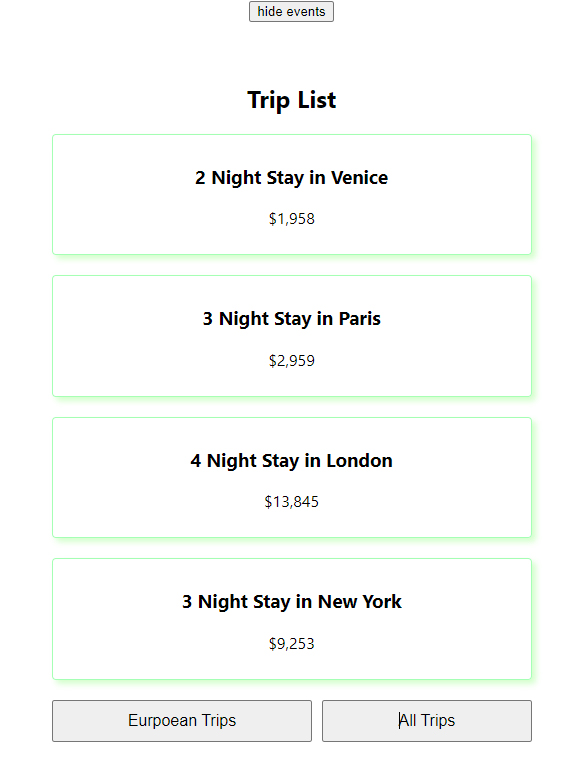 hide events
Trip List
2 Night Stay in Venice
$1,958
3 Night Stay in Paris
$2,959
4 Night Stay in London
$13,845
3 Night Stay in New York
$9,253
Eurpoean Trips
All Trips